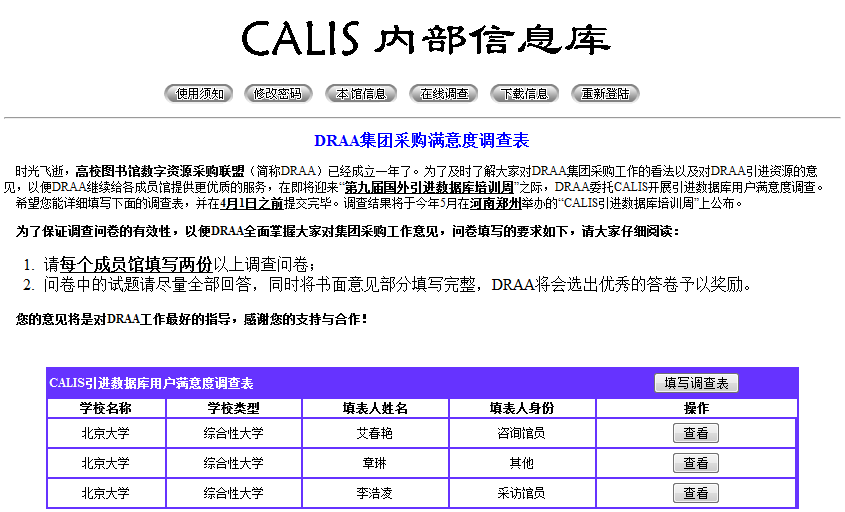 CALIS 内部信息库
使用须知 修改密码 本馆信息 在线调查 下载信息 重新登陆
DRAA集团采购满意度调查表
时光飞逝，高校图书馆数字资源采购联盟（简称DRAA）已经成立一年了。为了及时了解大家对DRAA集团采购工作的看法以及对DRAA引进资源的意
见，以便DRAA继续给各成员馆提供更优质的服务，在即将迎来“第九届国外引进数据库培训周”之际，DRAA委托CALIS开展引进数据库用户满意度调查。
希望您能详细填写下面的调查表，并在4月1日之前提交完毕。调查结果将于今年5月在河南郑州举办的“CALIS引进数据库培训周”上公布。
为了保证调查问卷的有效性，以便DRAA全面掌握大家对集团采购工作意见，问卷填写的要求如下，请大家仔细阅读：
1. 请每个成员馆填写两份以上调查问卷；
2. 问卷中的试题请尽量全部回答，同时将书面意见部分填写完整，DRAA将会选出优秀的答卷予以奖励。
您的意见将是对DRAA工作最好的指导，感谢您的支持与合作！
CALIS引进数据库用户满意度调查表 填写调查表
学校名称 学校类型 填表人姓名 填表人身份 操作
北京大学 综合性大学 艾春艳 咨询馆员 查看
北京大学 综合性大学 章琳 其他 查看
北京大学 综合性大学 李浩凌 采访馆员 查看